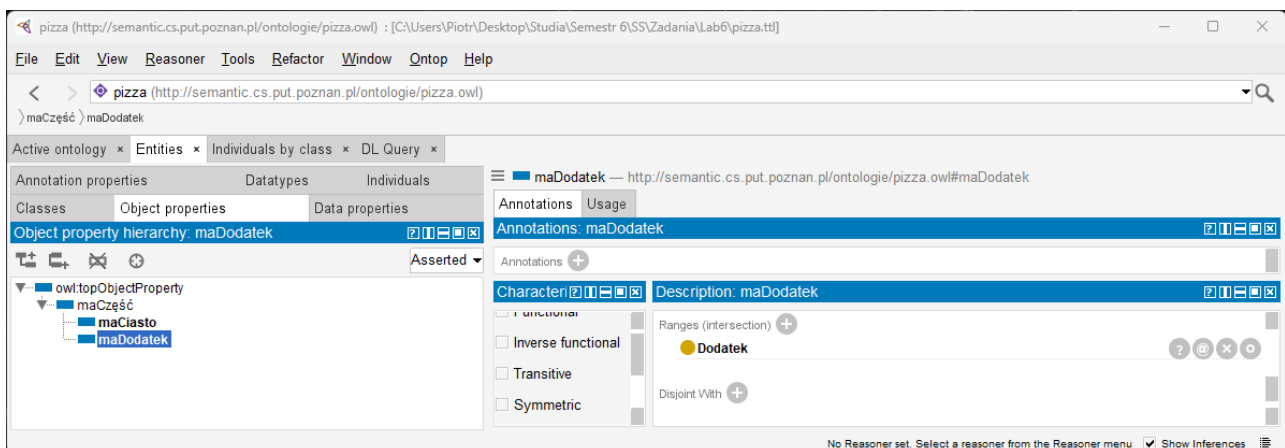 pizza (http://semantic.cs.put.poznan.pl/ontologie/pizza.owl) : [C:\Users\Piotr\Desktop\Studia\Semestr 6\SS\Zadania\Lab6\pizza.ttl]
File Edit View Reasoner Tools Refactor Window Ontop Help
pizza (http://semantic.cs.put.poznan.pl/ontologie/pizza.owl)
maCzęść maDodatek
Active ontology Entities Individuals by class DL Query
Annotation properties Datatypes Individuals
Classes Object properties Data properties
Object property hierarchy: maDodatek
Asserted
owl:topObjectProperty
maCzęść
maCiasto
maDodatek
maDodatek — http://semantic.cs.put.poznan.pl/ontologie/pizza.owl#maDodatek
Annotations Usage
Annotations: maDodatek
Annotations
Characteri
Functional
Inverse functional
Transitive
Symmetric
Description: maDodatek
Ranges (intersection)
Dodatek
Disjoint With
No Reasoner set. Select a reasoner from the Reasoner menu Show Inferences